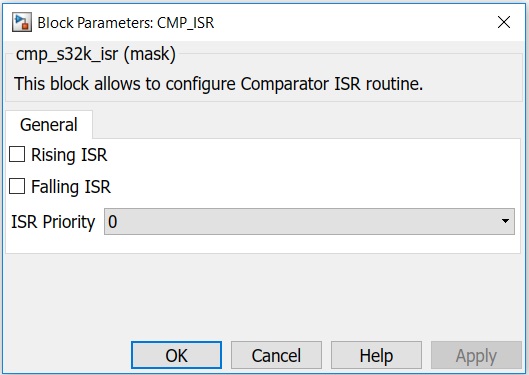 Block Parameters: CMP_ISR
cmp_s32k_isr (mask)
This block allows to configure Comparator ISR routine.
General
Rising ISR
Falling ISR
ISR Priority 0
OK Cancel Help Apply